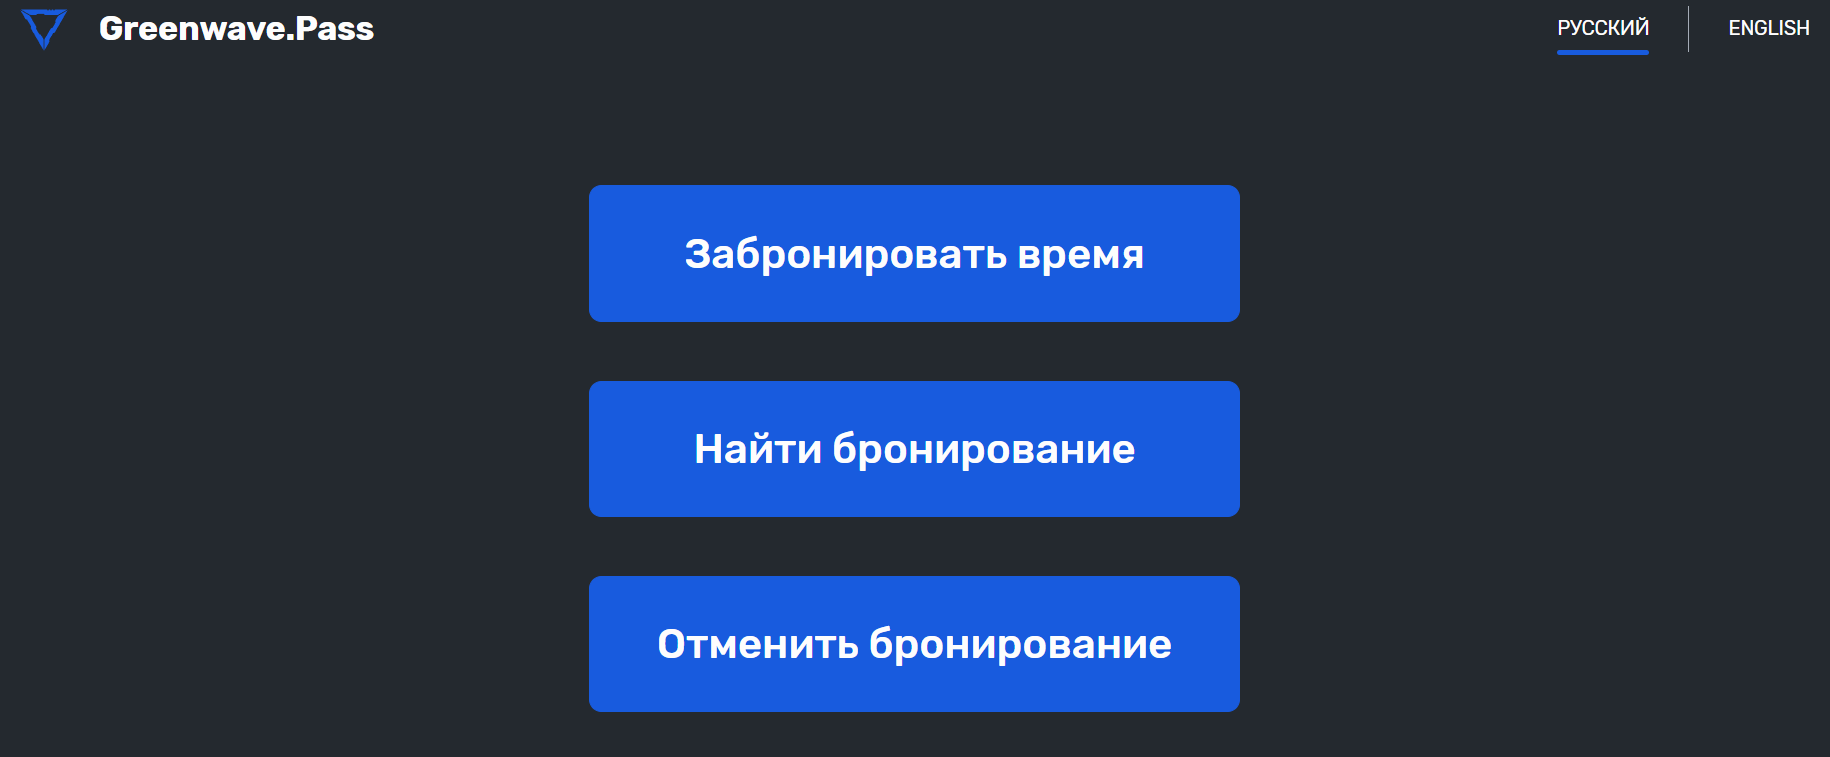 Greenwave.Pass
РУССКИЙ
ENGLISH
Забронировать время
Найти бронирование
Отменить бронирование